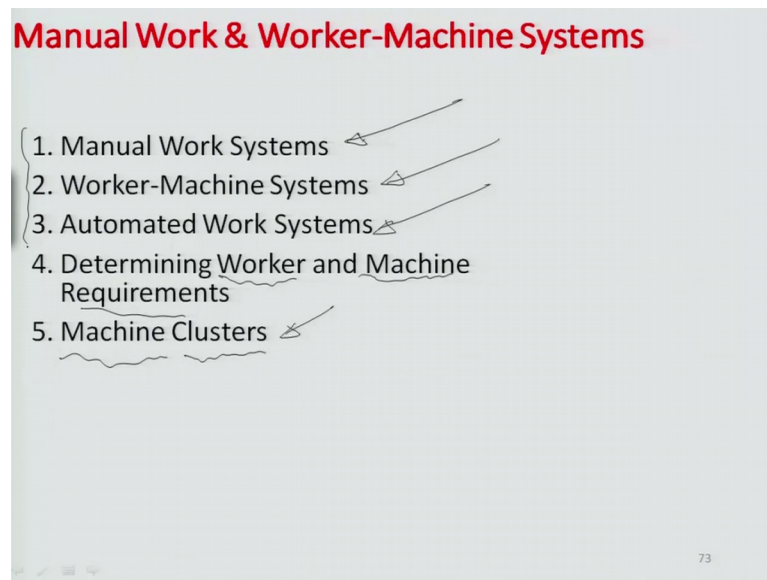 Manual Work & Worker-Machine Systems
1. Manual Work Systems
2. Worker-Machine Systems
3. Automated Work Systems
4. Determining Worker and Machine
Requirements
5. Machine Clusters
73